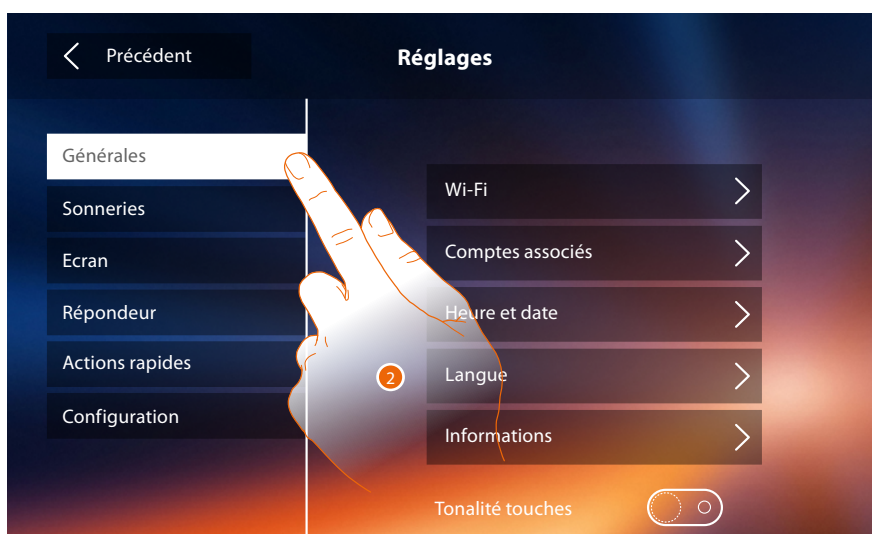 Précédent
Réglages
Générales
Sonneries
Ecran
Répondeur
Actions rapides
Configuration
Wi-Fi
Comptes associés
Heure et date
2
Langue
Informations
Tonalité touches